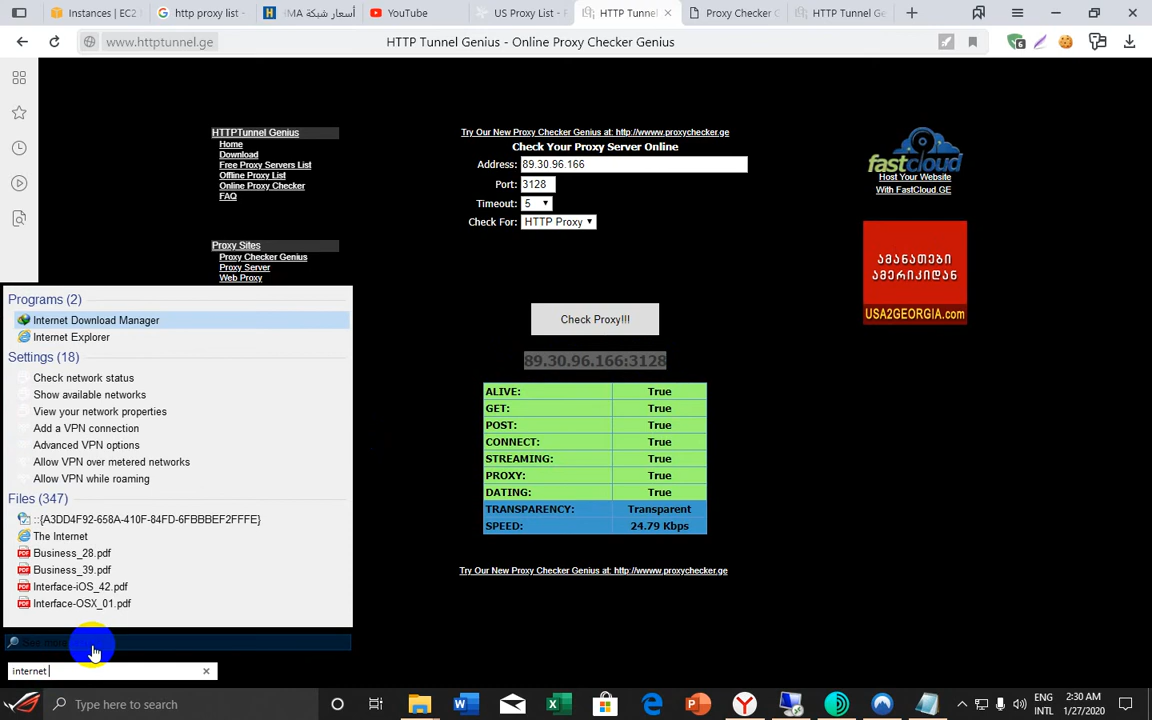 Instances | EC2
http proxy list -
أسعار شبكة HMA
YouTube
US Proxy List - F
HTTP Tunnel
Proxy Checker G
HTTP Tunnel Ge
www.httptunnel.ge
HTTP Tunnel Genius - Online Proxy Checker Genius
6
HTTPTunnel Genius
Home
Download
Free Proxy Servers List
Offline Proxy List
Online Proxy Checker
FAQ
Proxy Sites
Proxy Checker Genius
Proxy Server
Web Proxy
Try Our New Proxy Checker Genius at: http://wwww.proxychecker.ge
Check Your Proxy Server Online
Address: 89.30.96.166
Port: 3128
Timeout: 5
Check For: HTTP Proxy
Check Proxy!!!
89.30.96.166:3128
ALIVE: True
GET: True
POST: True
CONNECT: True
STREAMING: True
PROXY: True
DATING: True
TRANSPARENCY: Transparent
SPEED: 24.79 Kbps
Try Our New Proxy Checker Genius at: http://wwww.proxychecker.ge
fastcloud
Host Your Website
With FastCloud.GE
ამანათები
ამერიკიდან
USA2GEORGIA.com
Programs (2)
Internet Download Manager
Internet Explorer
Settings (18)
Check network status
Show available networks
View your network properties
Add a VPN connection
Advanced VPN options
Allow VPN over metered networks
Allow VPN while roaming
Files (347)
::{A3DD4F92-658A-410F-84FD-6FBBBEF2FFFE}
The Internet
Business_28.pdf
Business_39.pdf
Interface-iOS_42.pdf
Interface-OSX_01.pdf
See more
internet
Type here to search
ENG
INTL
2:30 AM
1/27/2020